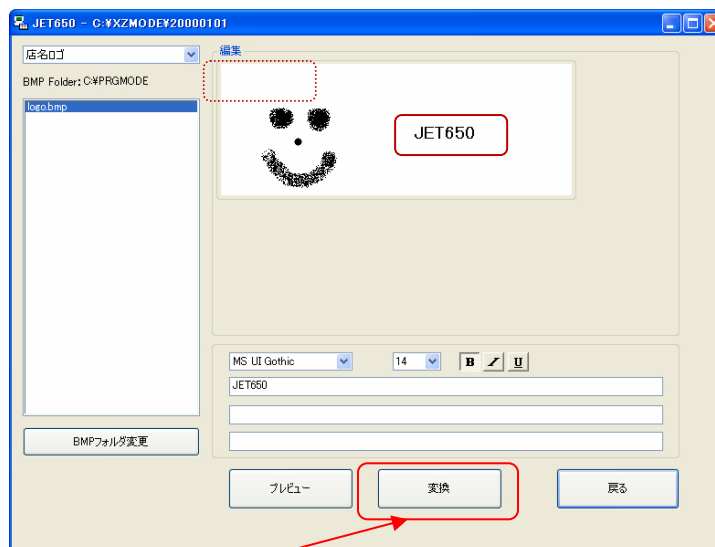 JET650 - C:¥XZMODE¥20000101
店名ロゴ
BMP Folder: C:¥PRGMODE
logo.bmp
BMPフォルダ変更
編集
JET650
MS UI Gothic
14
B I U
JET650
プレビュー
変換
戻る